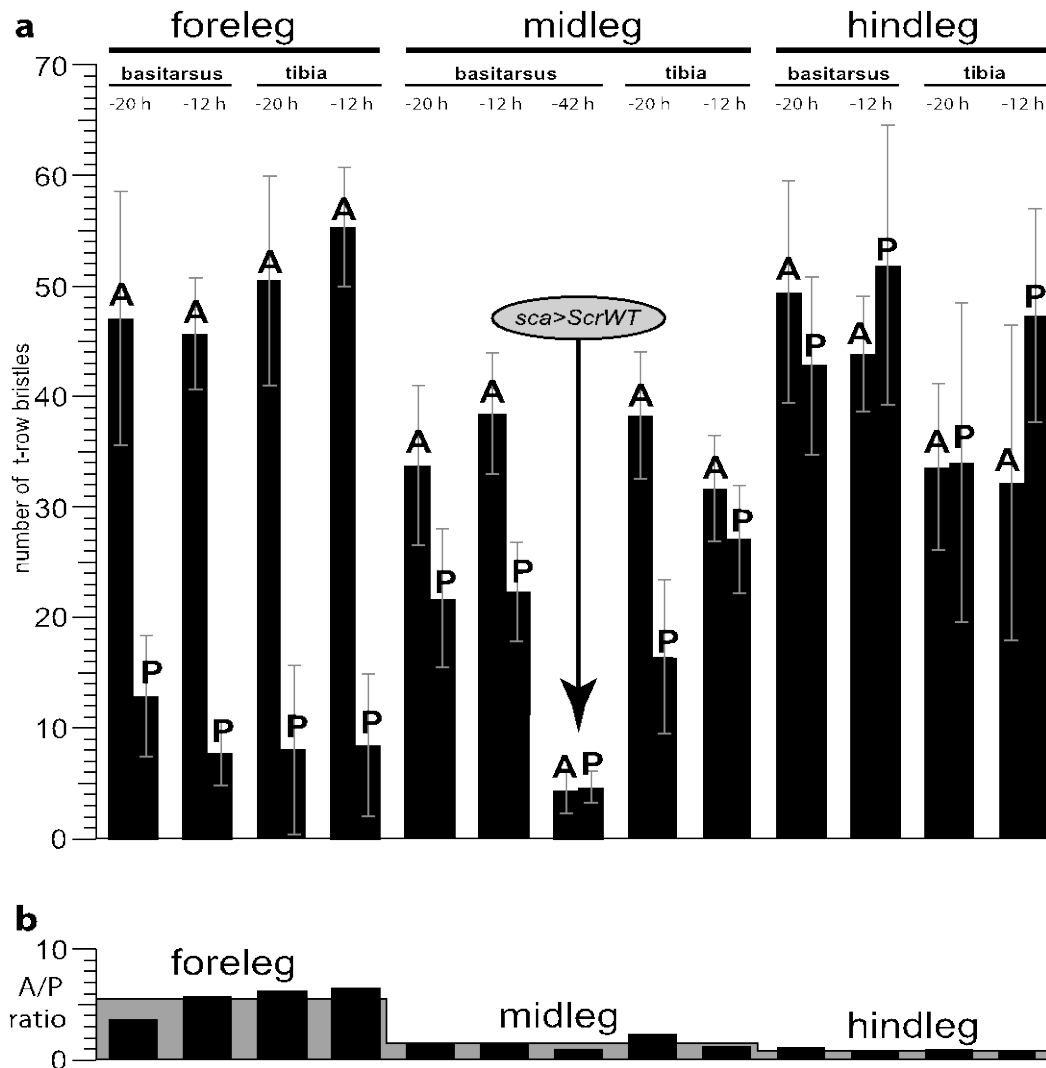 a
foreleg midleg hindleg
basitarsus tibia basitarsus tibia basitarsus tibia
-20 h -12 h -20 h -12 h -20 h -12 h -42 h -20 h -12 h -20 h -12 h -20 h -12 h
number of t-row bristles
70
60
50
40
30
20
10
0
A P A P A P A P A P A P A P A P A P A P A P A P A P
sca>ScrWT
b
10
A/P
ratio
0
foreleg midleg hindleg